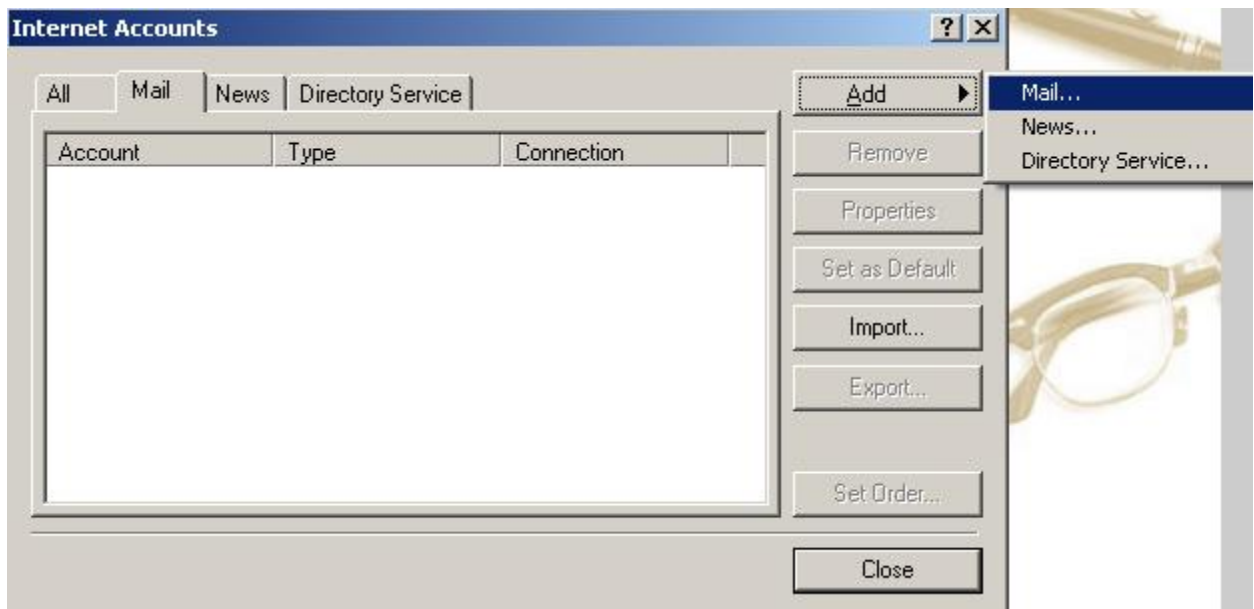 Internet Accounts
?
All Mail News Directory Service
Account Type Connection
Add
Remove
Properties
Set as Default
Import...
Export...
Set Order...
Close
Mail...
News...
Directory Service...